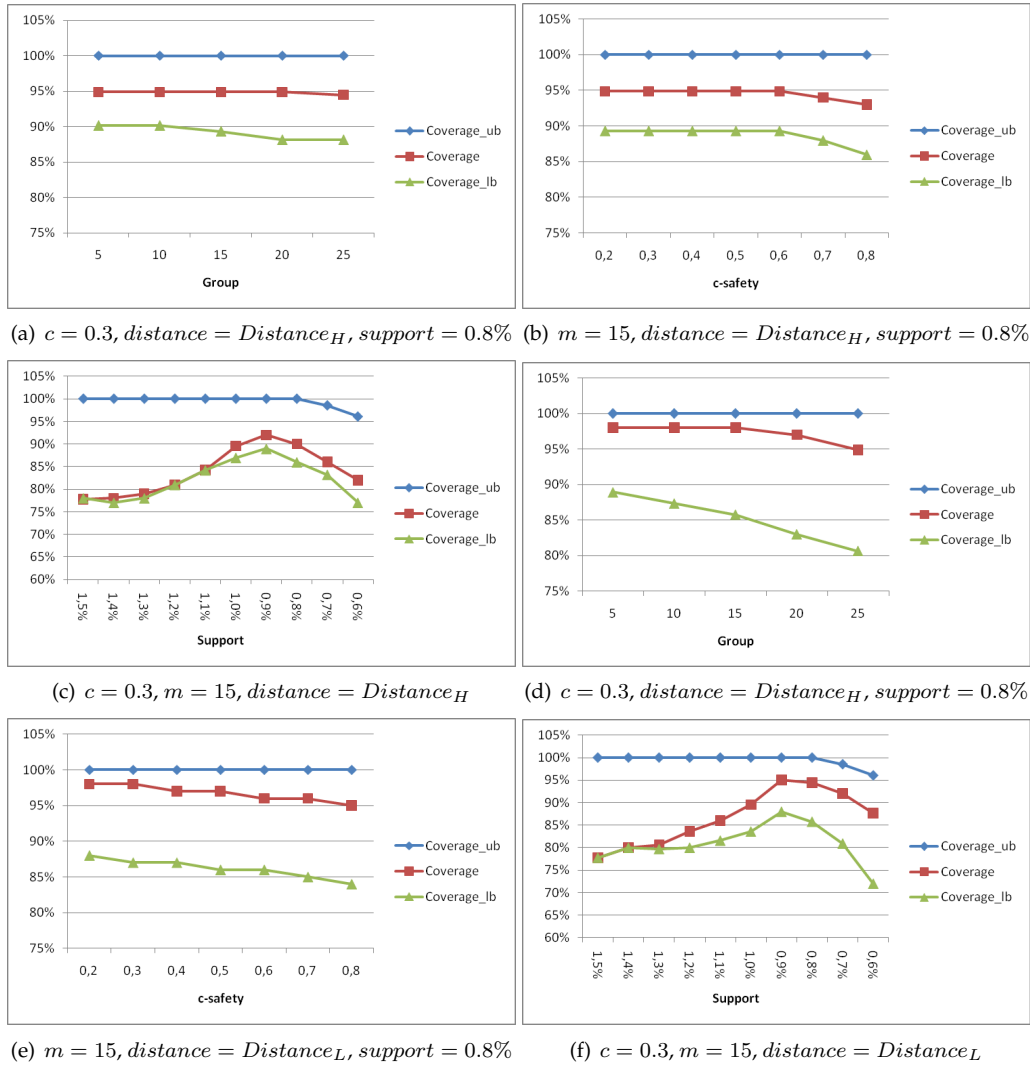 105%
100%
95%
90%
85%
80%
75%
5 10 15 20 25
Group
Coverage_ub
Coverage
Coverage_lb
(a) c = 0.3, distance = Distance_H, support = 0.8%
105%
100%
95%
90%
85%
80%
75%
0,2 0,3 0,4 0,5 0,6 0,7 0,8
c-safety
Coverage_ub
Coverage
Coverage_lb
(b) m = 15, distance = Distance_H, support = 0.8%
105%
100%
95%
90%
85%
80%
75%
70%
65%
60%
1,5% 1,4% 1,3% 1,2% 1,1% 1,0% 0,9% 0,8% 0,7% 0,6%
Support
Coverage_ub
Coverage
Coverage_lb
(c) c = 0.3, m = 15, distance = Distance_H
105%
100%
95%
90%
85%
80%
75%
5 10 15 20 25
Group
Coverage_ub
Coverage
Coverage_lb
(d) c = 0.3, distance = Distance_H, support = 0.8%
105%
100%
95%
90%
85%
80%
75%
0,2 0,3 0,4 0,5 0,6 0,7 0,8
c-safety
Coverage_ub
Coverage
Coverage_lb
(e) m = 15, distance = Distance_L, support = 0.8%
105%
100%
95%
90%
85%
80%
75%
70%
65%
60%
1,5% 1,4% 1,3% 1,2% 1,1% 1,0% 0,9% 0,8% 0,7% 0,6%
Support
Coverage_ub
Coverage
Coverage_lb
(f) c = 0.3, m = 15, distance = Distance_L